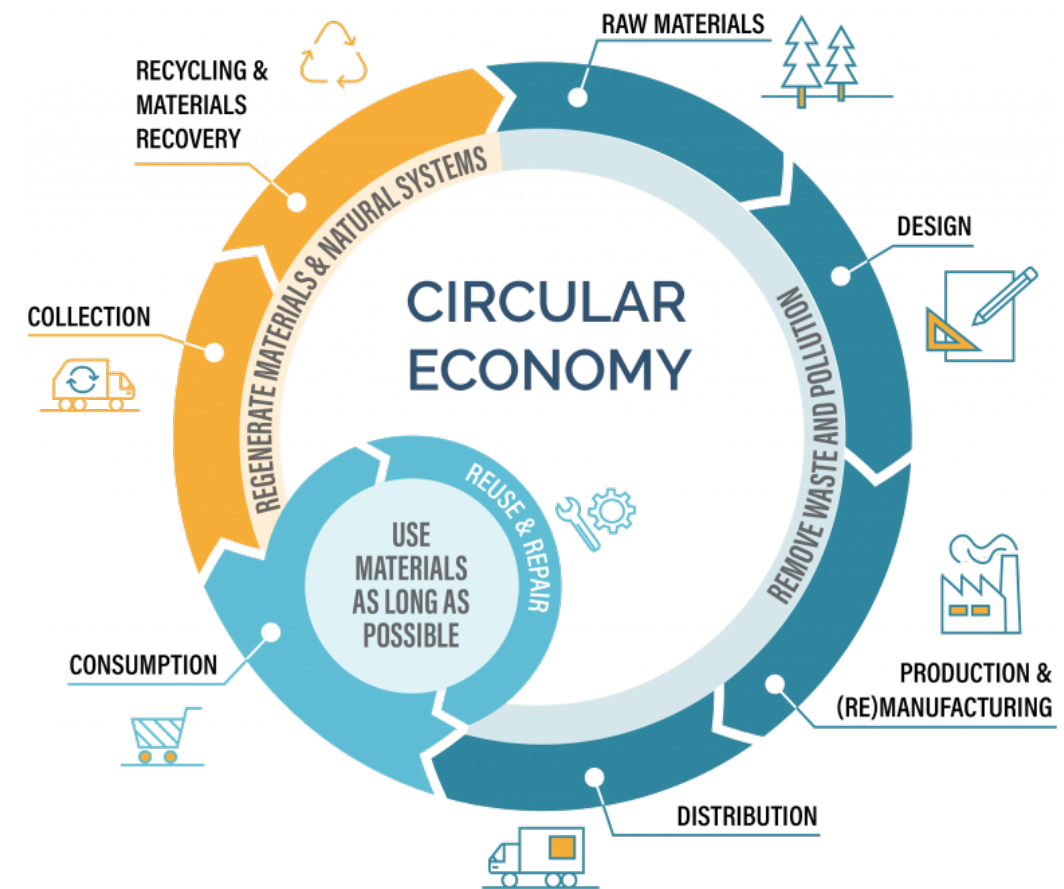 RAW MATERIALS
RECYCLING &
MATERIALS
RECOVERY
REGENERATE MATERIALS & NATURAL SYSTEMS
DESIGN
CIRCULAR
ECONOMY
COLLECTION
REMOVE WASTE AND POLLUTION
REUSE & REPAIR
USE
MATERIALS
AS LONG AS
POSSIBLE
CONSUMPTION
PRODUCTION &
(RE)MANUFACTURING
DISTRIBUTION